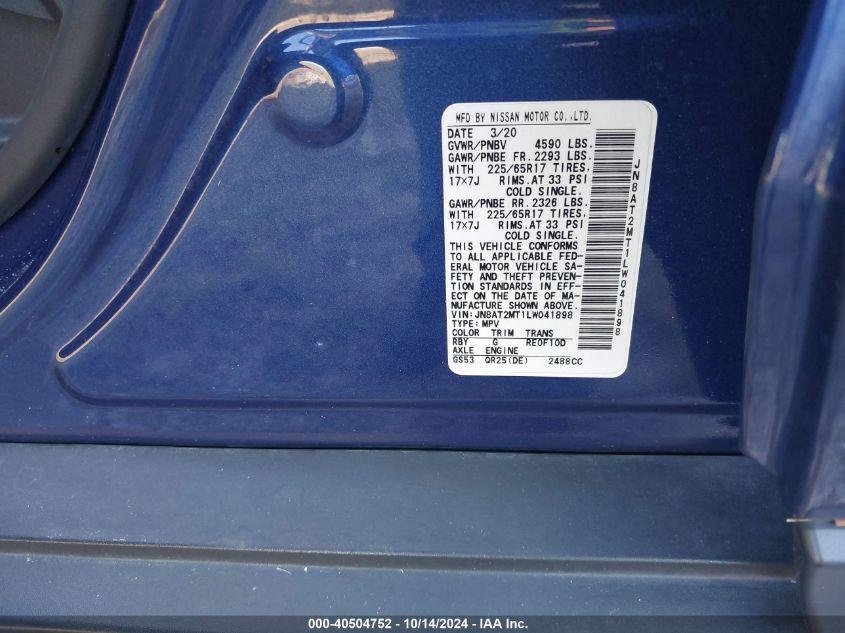 MFD BY NISSAN MOTOR CO.,LTD.
DATE 3/20
GVWR/PNBV 4590 LBS.
GAWR/PNBE FR. 2293 LBS.
WITH 225/65R17 TIRES,
17×7J RIMS.AT 33 PSI
COLD SINGLE.
GAWR/PNBE RR. 2326 LBS.
WITH 225/65R17 TIRES,
17×7J RIMS.AT 33 PSI
COLD SINGLE.
THIS VEHICLE CONFORMS
TO ALL APPLICABLE FED-
ERAL MOTOR VEHICLE SA-
FETY AND THEFT PREVEN-
TION STANDARDS IN EFF-
ECT ON THE DATE OF MA-
NUFACTURE SHOWN ABOVE.
VIN: JN8AT2MT1LW041898
TYPE: MPV
COLOR TRIM TRANS
RBY G RE0F10D
AXLE ENGINE
GS53 QR25(DE) 2488CC
JN8AT2MT1LW041898
000-40504752 - 10/14/2024 - IAA Inc.